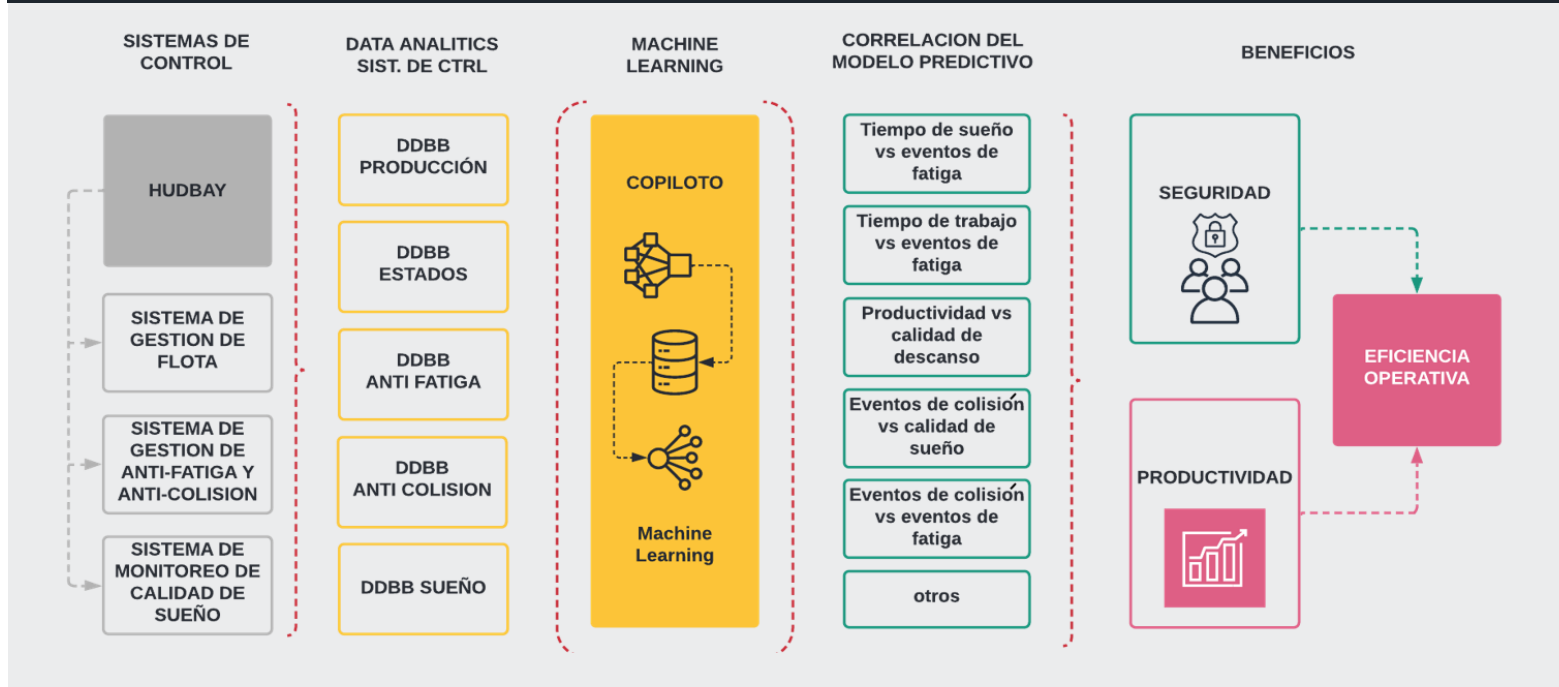 SISTEMAS DE
CONTROL
DATA ANALITICS
SIST. DE CTRL
MACHINE
LEARNING
CORRELACION DEL
MODELO PREDICTIVO
BENEFICIOS
HUDBAY
SISTEMA DE
GESTION DE
FLOTA
SISTEMA DE
GESTION DE
ANTI-FATIGA Y
ANTI-COLISION
SISTEMA DE
MONITOREO DE
CALIDAD DE
SUEÑO
DDBB
PRODUCCIÓN
DDBB
ESTADOS
DDBB
ANTI FATIGA
DDBB
ANTI COLISION
DDBB SUEÑO
COPILOTO
Machine
Learning
Tiempo de sueño
vs eventos de
fatiga
Tiempo de trabajo
vs eventos de
fatiga
Productividad vs
calidad de
descanso
Eventos de colisión
vs calidad de
sueño
Eventos de colisión
vs eventos de
fatiga
otros
SEGURIDAD
PRODUCTIVIDAD
EFICIENCIA
OPERATIVA